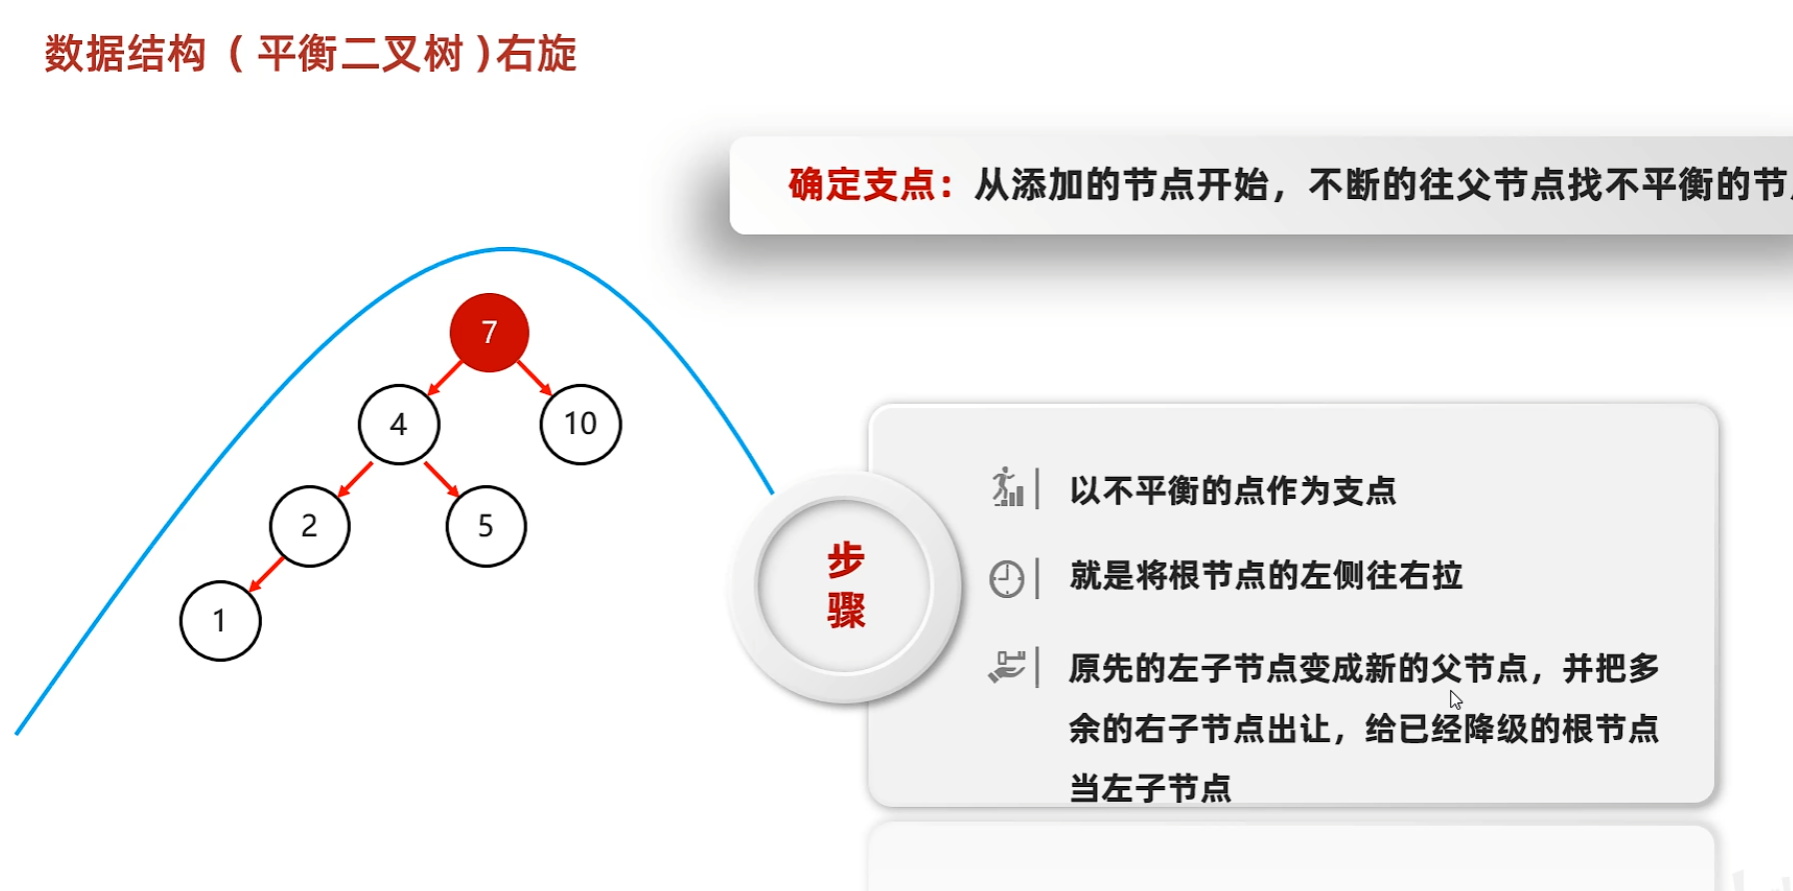 数据结构（平衡二叉树）右旋
确定支点：从添加的节点开始，不断的往父节点找不平衡的节
7
4
10
2
5
1
步
骤
以不平衡的点作为支点
就是将根节点的左侧往右拉
原先的左子节点变成新的父节点，并把多
余的右子节点出让，给已经降级的根节点
当左子节点